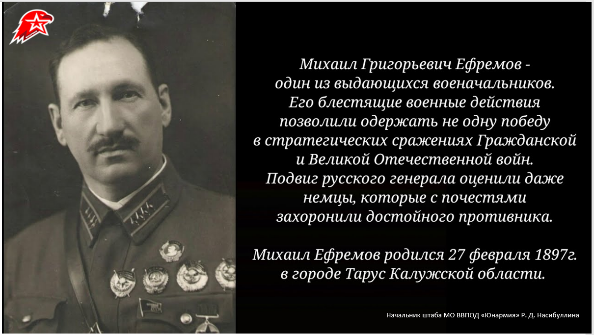 Михаил Григорьевич Ефремов -
один из выдающихся военачальников.
Его блестящие военные действия
позволили одержать не одну победу
в стратегических сражениях Гражданской
и Великой Отечественной войн.
Подвиг русского генерала оценили даже
немцы, которые с почестями
захоронили достойного противника.
Михаил Ефремов родился 27 февраля 1897г.
в городе Тарус Калужской области.
Начальник штаба МО ВВПОД «Юнармия» Р. Д. Насибуллина